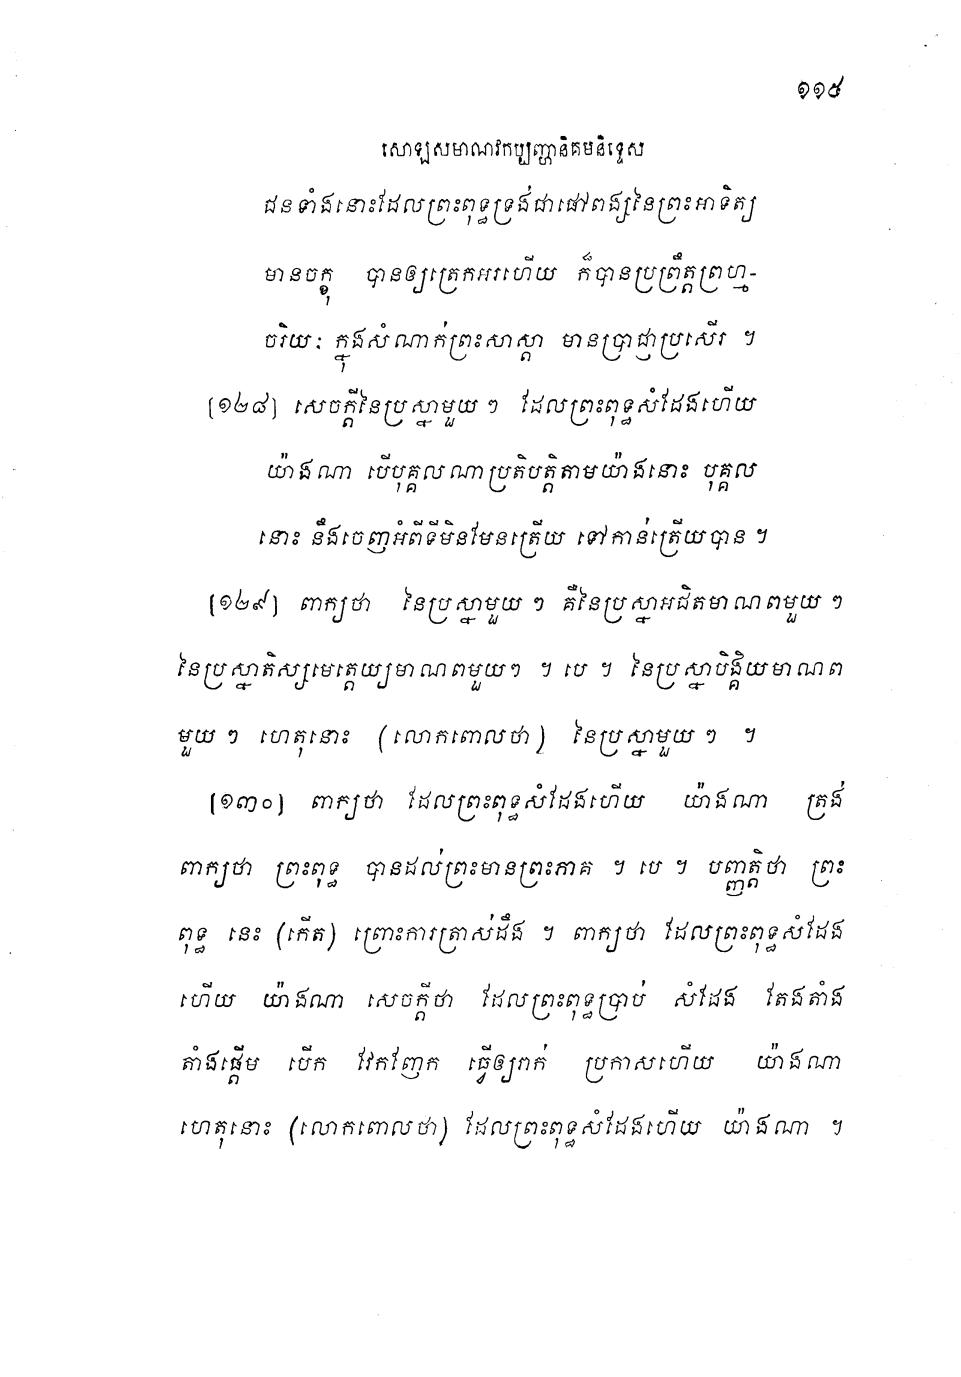 ១១៥
សោឡសមាណវកប្បញ្ហានិគមនិទ្ទេស
ជនទាំងនោះដែលព្រះពុទ្ធទ្រង់ជាផៅពង្សនៃព្រះអាទិត្យ
មានចក្ខុ បានឲ្យត្រេកអរហើយ ក៏បានប្រព្រឹត្តព្រហ្ម-
ចរិយៈ ក្នុងសំណាក់ព្រះសាស្តា មានប្រាជ្ញាប្រសើរ ។
[១២៨] សេចក្តីនៃប្រស្នាមួយ ៗ ដែលព្រះពុទ្ធសំដែងហើយ
យ៉ាងណា បើបុគ្គលណាប្រតិបត្តិតាមយ៉ាងនោះ បុគ្គល
នោះ នឹងចេញអំពីទីមិនមែនត្រើយ ទៅកាន់ត្រើយបាន ។
[១២៩] ពាក្យថា នៃប្រស្នាមួយ ៗ គឺនៃប្រស្នាអជិតមាណពមួយ ៗ
នៃប្រស្នាតិស្សមេត្តេយ្យមាណពមួយៗ ។ បេ ។ នៃប្រស្នាបិង្គិយមាណព
មួយ ៗ ហេតុនោះ (លោកពោលថា) នៃប្រស្នាមួយ ៗ ។
[១៣០] ពាក្យថា ដែលព្រះពុទ្ធសំដែងហើយ យ៉ាងណា ត្រង់
ពាក្យថា ព្រះពុទ្ធ បានដល់ព្រះមានព្រះភាគ ។ បេ ។ បញ្ញត្តិថា ព្រះ
ពុទ្ធ នេះ (កើត) ព្រោះការត្រាស់ដឹង ។ ពាក្យថា ដែលព្រះពុទ្ធសំដែង
ហើយ យ៉ាងណា សេចក្តីថា ដែលព្រះពុទ្ធប្រាប់ សំដែង តែងតាំង
តាំងផ្តើម បើក វែកញែក ធ្វើឲ្យរាក់ ប្រកាសហើយ យ៉ាងណា
ហេតុនោះ (លោកពោលថា) ដែលព្រះពុទ្ធសំដែងហើយ យ៉ាងណា ។